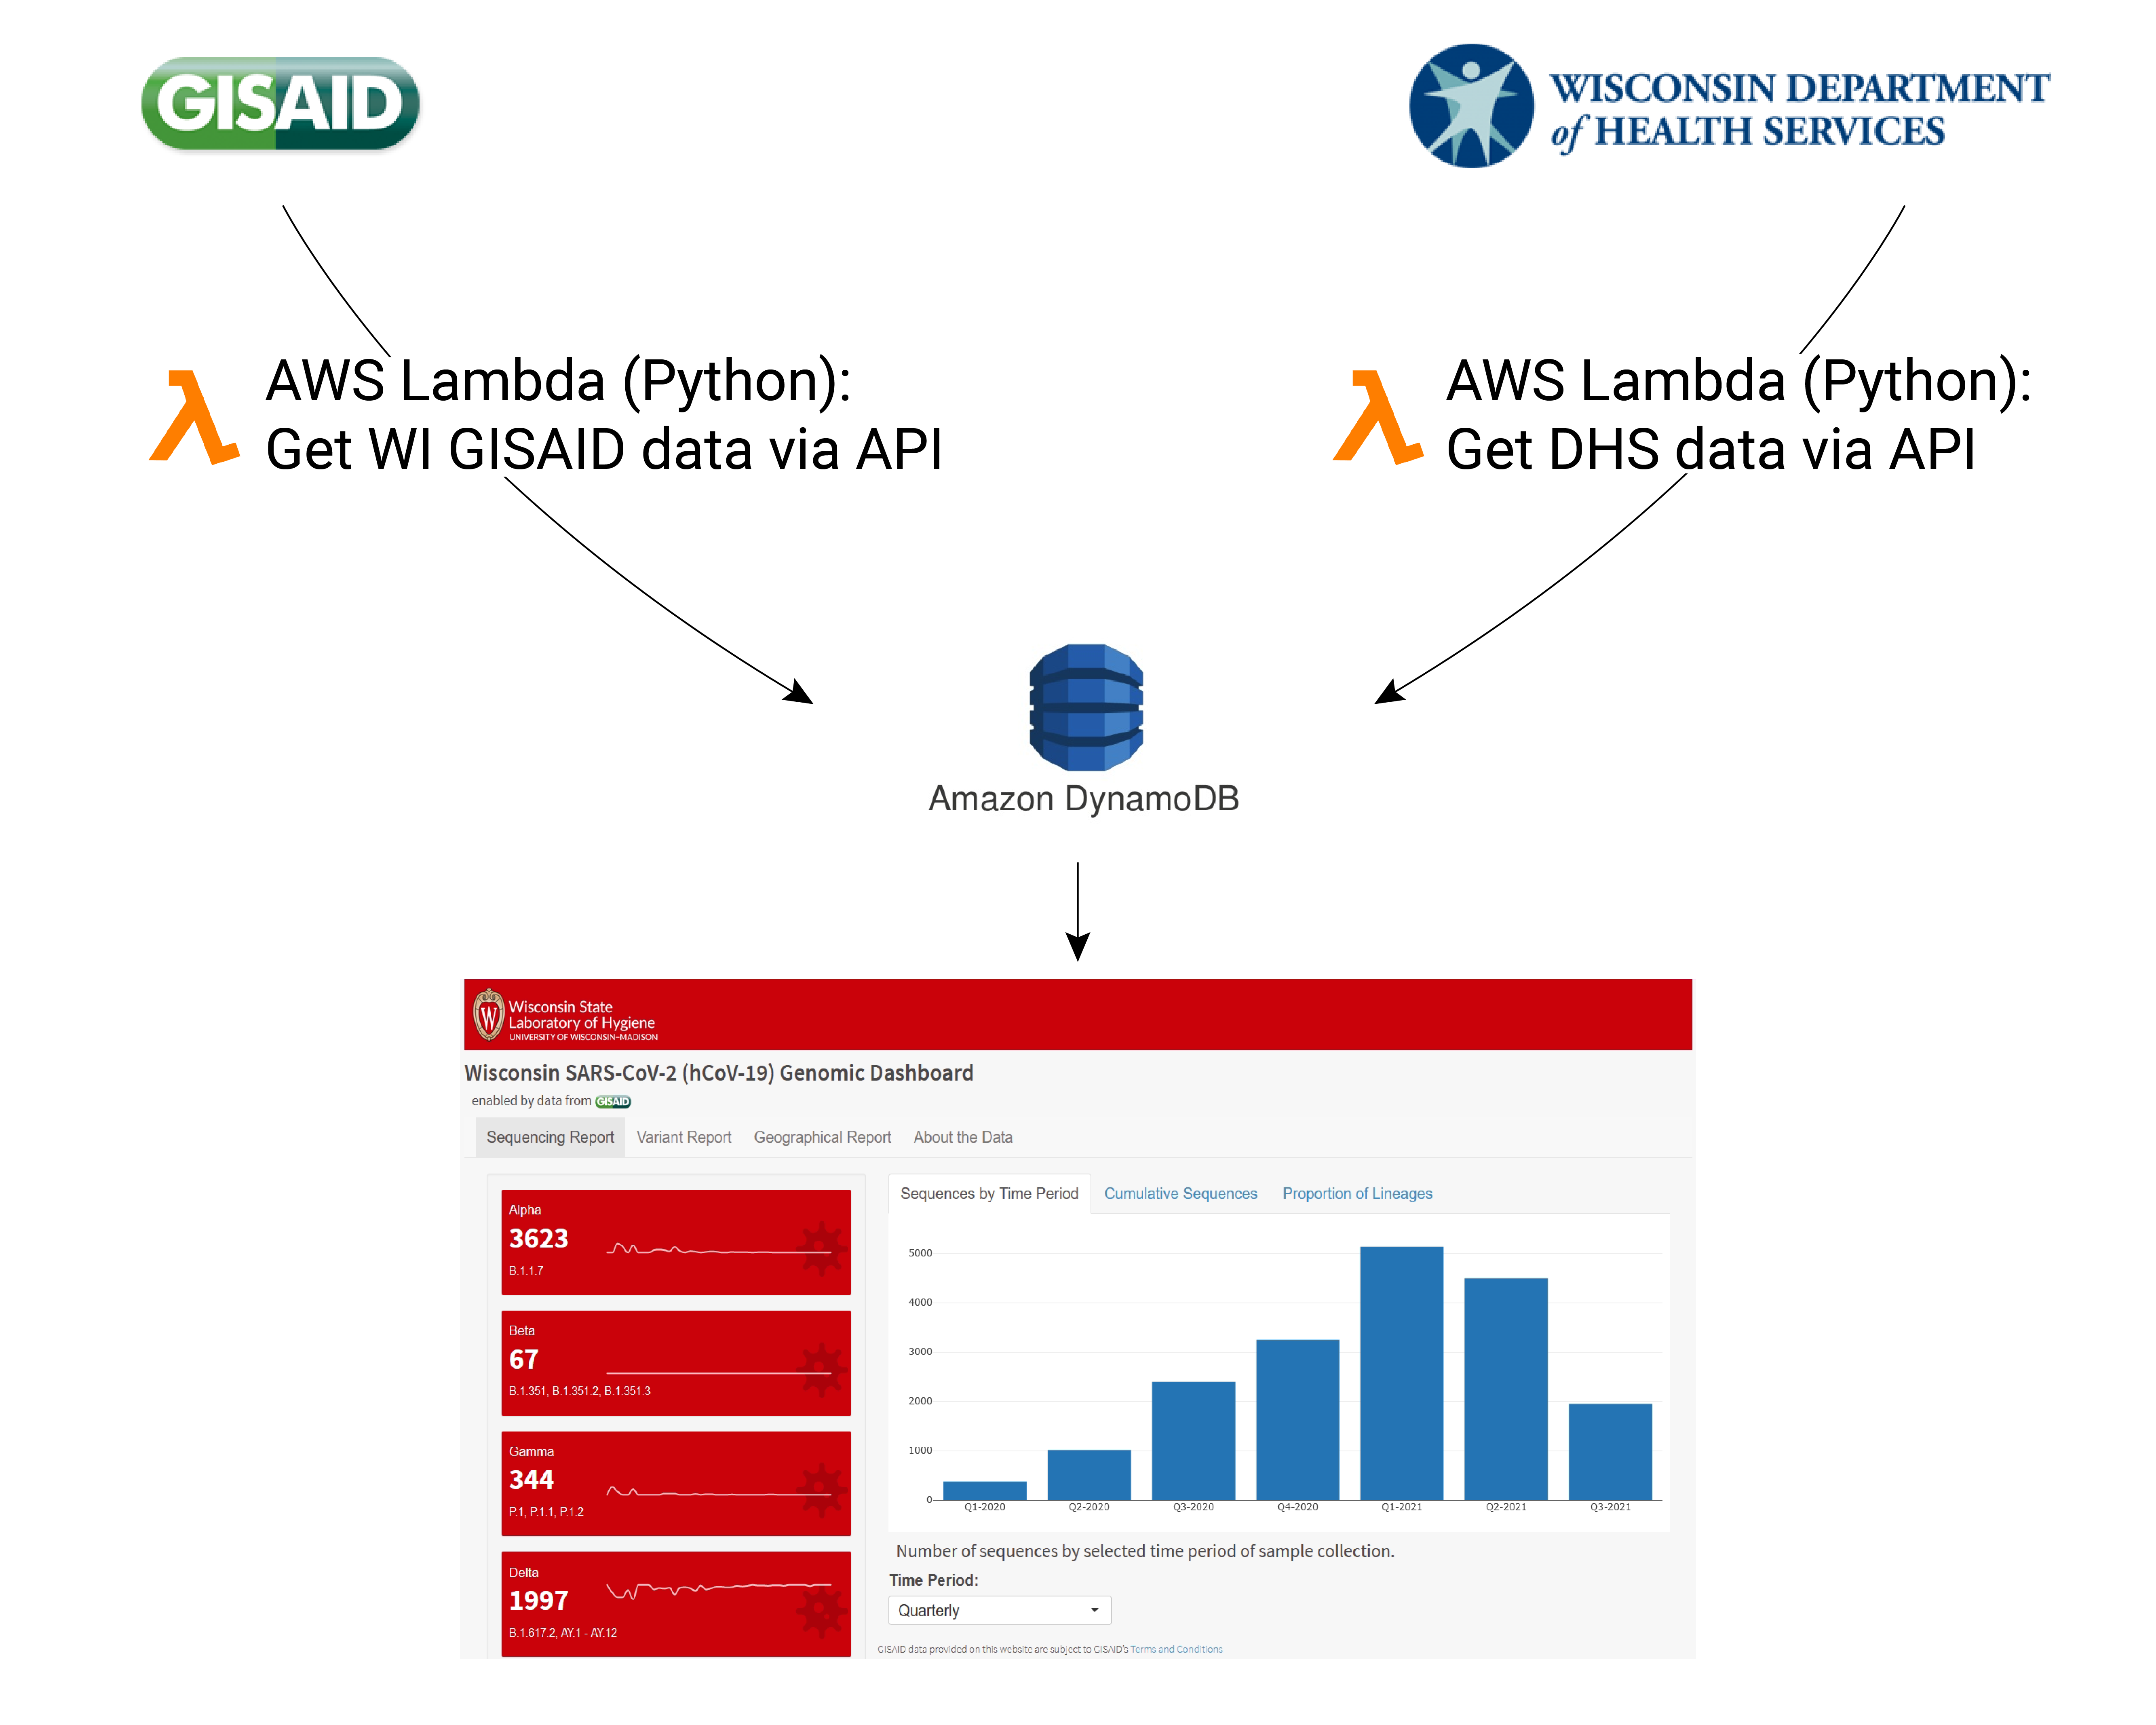 GISAID
WISCONSIN DEPARTMENT
of HEALTH SERVICES
AWS Lambda (Python):
Get WI GISAID data via API
AWS Lambda (Python):
Get DHS data via API
Amazon DynamoDB
W
Wisconsin State
Laboratory of Hygiene
UNIVERSITY OF WISCONSIN–MADISON
Wisconsin SARS-CoV-2 (hCoV-19) Genomic Dashboard
enabled by data from GISAID
Sequencing Report Variant Report Geographical Report About the Data
Alpha
3623
B.1.1.7
Beta
67
B.1.351, B.1.351.2, B.1.351.3
Gamma
344
P.1, P.1.1, P.1.2
Delta
1997
B.1.617.2, AY.1 - AY.12
Sequences by Time Period Cumulative Sequences Proportion of Lineages
5000
4000
3000
2000
1000
0
Q1-2020 Q2-2020 Q3-2020 Q4-2020 Q1-2021 Q2-2021 Q3-2021
Number of sequences by selected time period of sample collection.
Time Period:
Quarterly
GISAID data provided on this website are subject to GISAID's Terms and Conditions